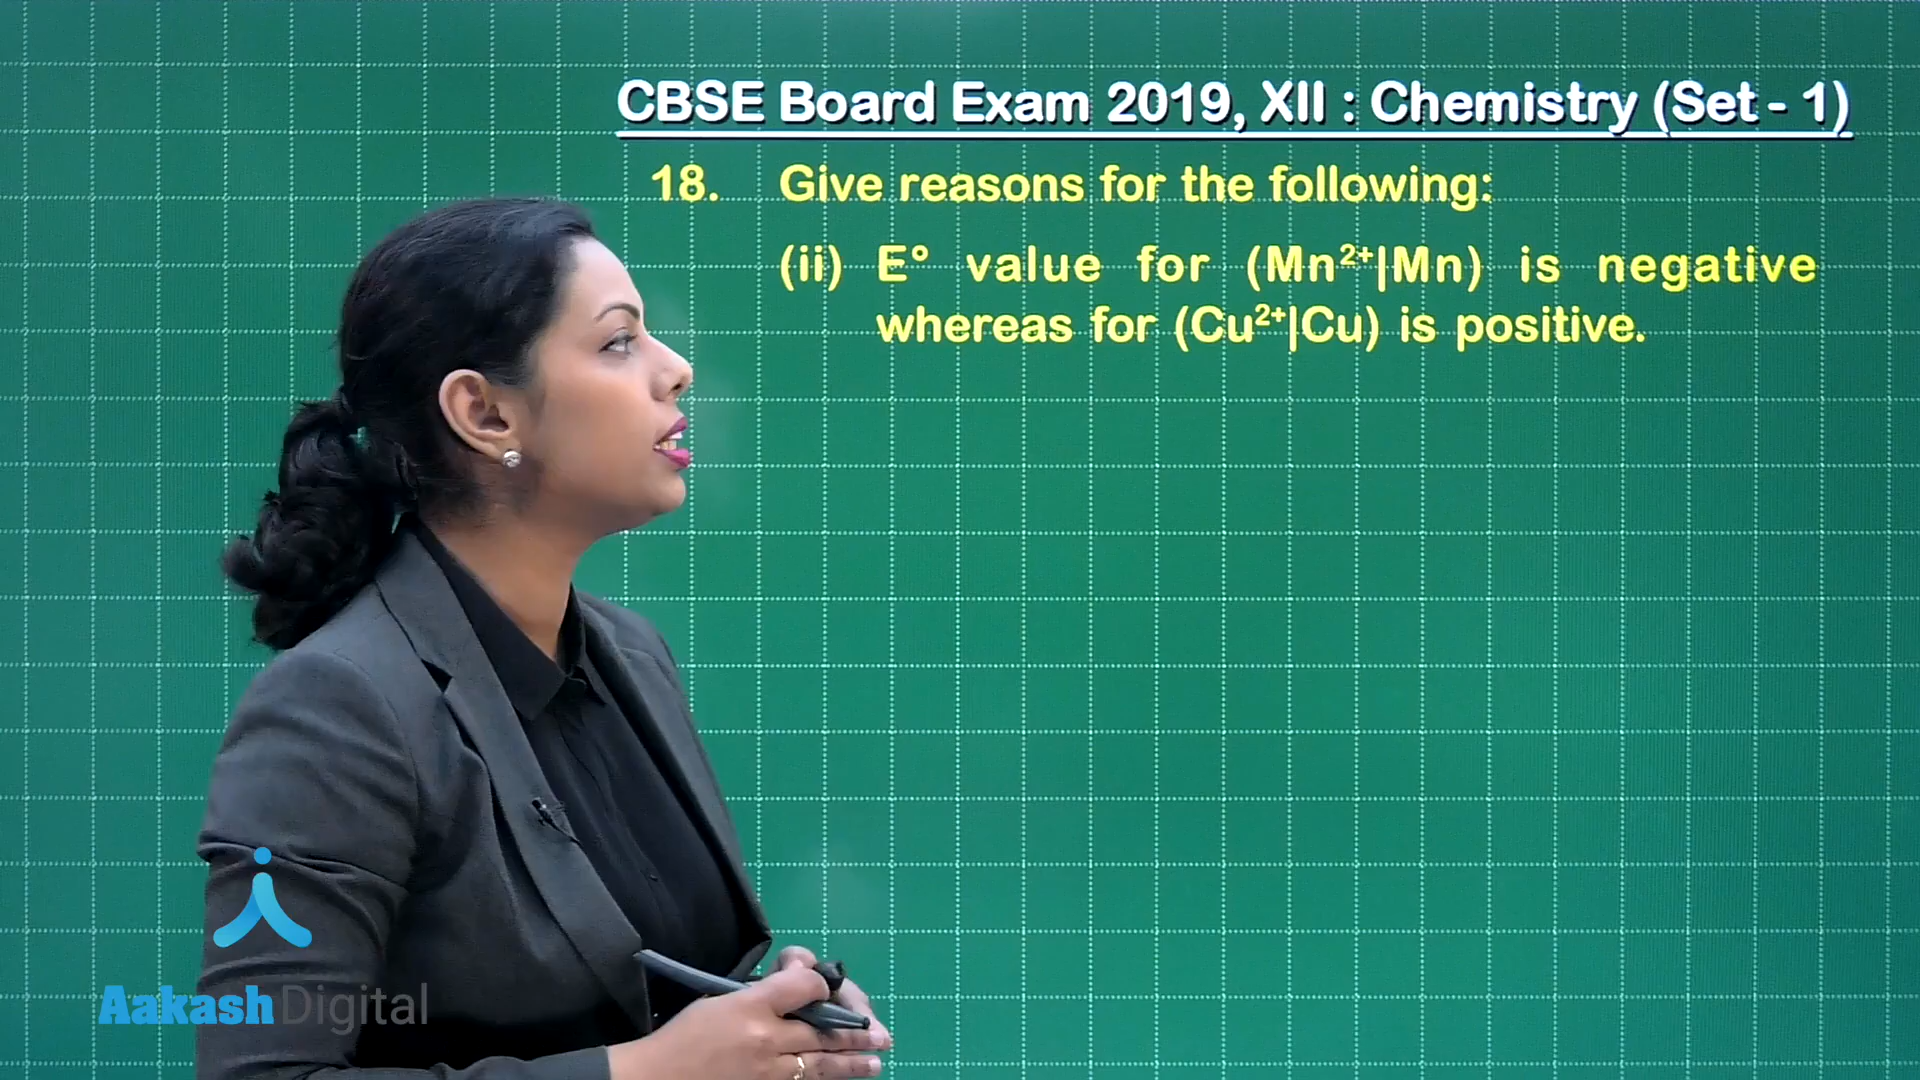 CBSE Board Exam 2019, XII : Chemistry (Set - 1)
18. Give reasons for the following:
(ii) E° value for (Mn²⁺|Mn) is negative
whereas for (Cu²⁺|Cu) is positive.
Aakash Digital